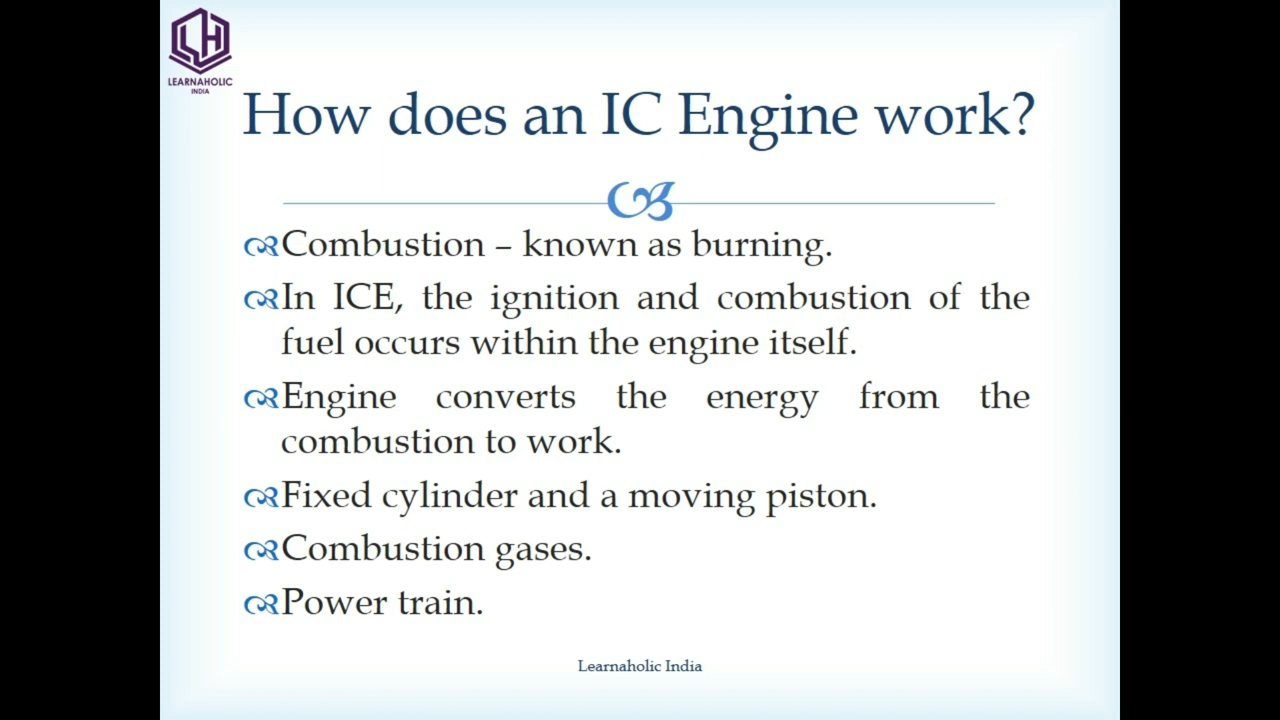 LH
LEARNAHOLIC
INDIA
How does an IC Engine work?
Combustion – known as burning.
In ICE, the ignition and combustion of the
fuel occurs within the engine itself.
Engine converts the energy from the
combustion to work.
Fixed cylinder and a moving piston.
Combustion gases.
Power train.
Learnaholic India